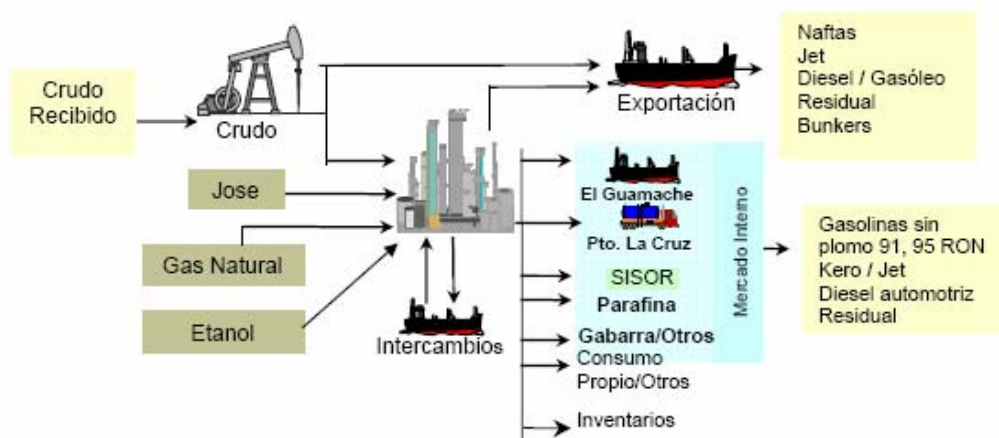 Crudo
Recibido
Crudo
Jose
Gas Natural
Etanol
Intercambios
Exportación
Naftas
Jet
Diesel / Gasóleo
Residual
Bunkers
El Guamache
Pto. La Cruz
SISOR
Parafina
Gabarra/Otros
Consumo
Propio/Otros
Inventarios
Mercado Interno
Gasolinas sin
plomo 91, 95 RON
Kero / Jet
Diesel automotriz
Residual